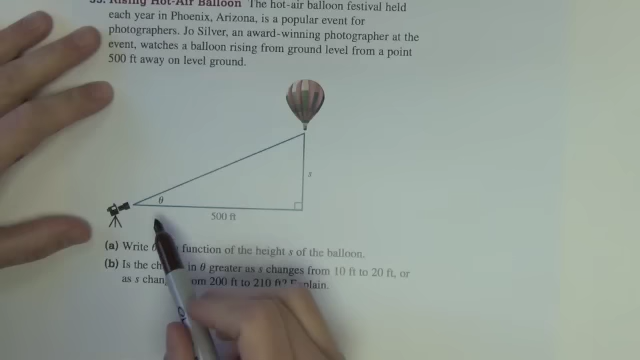 Rising Hot-Air Balloon The hot-air balloon festival held
each year in Phoenix, Arizona, is a popular event for
photographers. Jo Silver, an award-winning photographer at the
event, watches a balloon rising from ground level from a point
500 ft away on level ground.
s
θ
500 ft
(a) Write function of the height s of the balloon.
(b) Is the in θ greater as s changes from 10 ft to 20 ft, or
as s 200 ft to 210 ft?